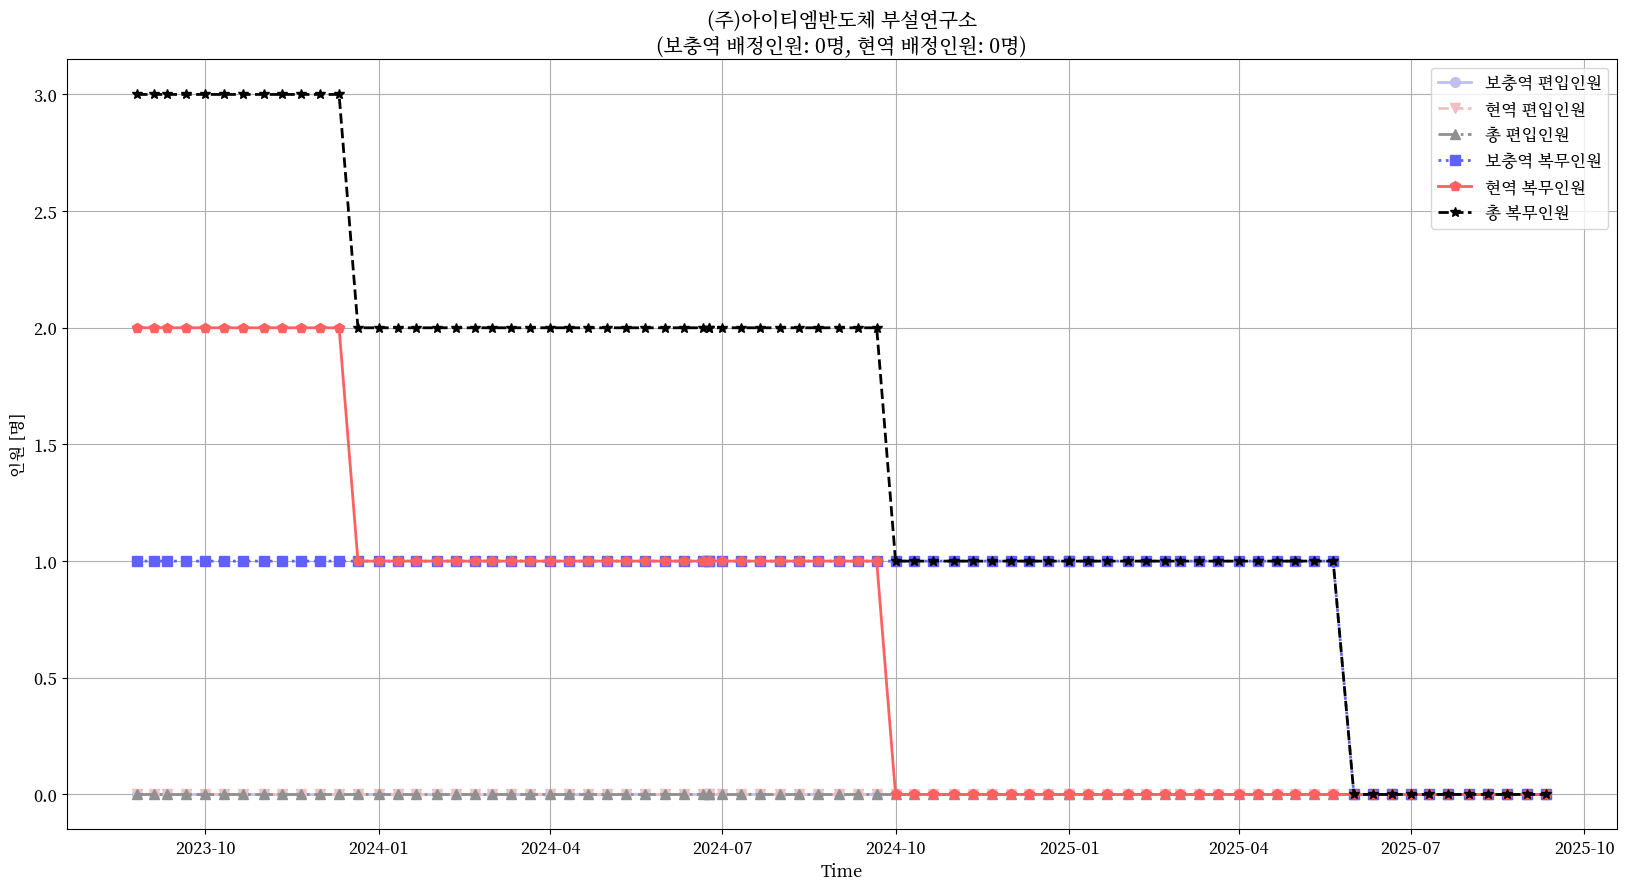 (주)아이티엠반도체 부설연구소
(보충역 배정인원: 0명, 현역 배정인원: 0명)
보충역 편입인원
현역 편입인원
총 편입인원
보충역 복무인원
현역 복무인원
총 복무인원
인원 [명]
3.0
2.5
2.0
1.5
1.0
0.5
0.0
2023-10
2024-01
2024-04
2024-07
2024-10
2025-01
2025-04
2025-07
2025-10
Time